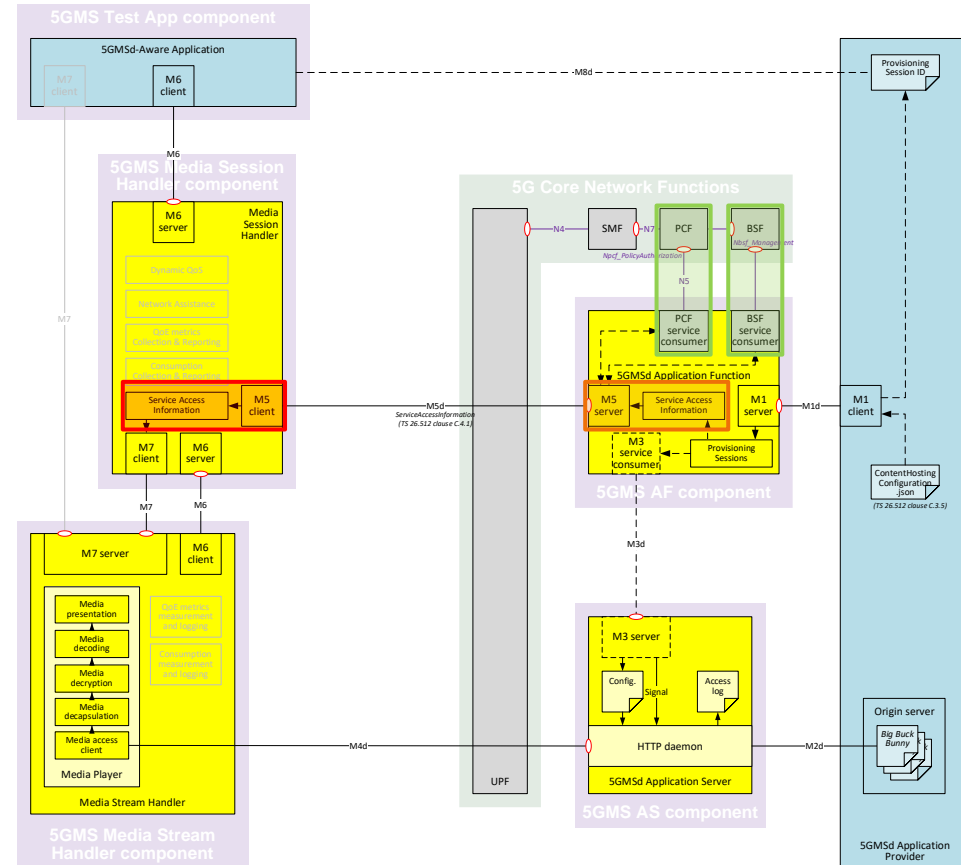 5GMS Test App component
5GMSd-Aware Application
M7
client
M6
client
M8d
Provisioning
Session ID
M6
5GMS Media Session
Handler component
M6
server
Media
Session
Handler
Dynamic QoS
Network Assistance
QoE metrics
Collection & Reporting
Consumption
Collection & Reporting
Service Access
Information
M5
client
M7
client
M6
server
M7
M7
M6
5G Core Network Functions
N4
SMF
N7
PCF
BSF
Npcf_PolicyAuthorization
Nbsf_Management
N5
PCF
service
consumer
BSF
service
consumer
5GMSd Application Function
M5
server
Service Access
Information
M1
server
M3
service
consumer
Provisioning
Sessions
5GMS AF component
M5d
ServiceAccessInformation
(TS 26.512 clause C.4.1)
M1d
M1
client
ContentHosting
Configuration
.json
(TS 26.512 clause C.3.5)
M3d
M7 server
M6
client
Media
presentation
Media
decoding
Media
decryption
Media
decapsulation
Media access
client
Media Player
QoE metrics
measurement
and logging
Consumption
measurement
and logging
Media Stream Handler
5GMS Media Stream
Handler component
M4d
UPF
M3 server
Config.
Signal
Access
log
HTTP daemon
5GMSd Application Server
5GMS AS component
M2d
Origin server
Big Buck
Bunny
5GMSd Application
Provider